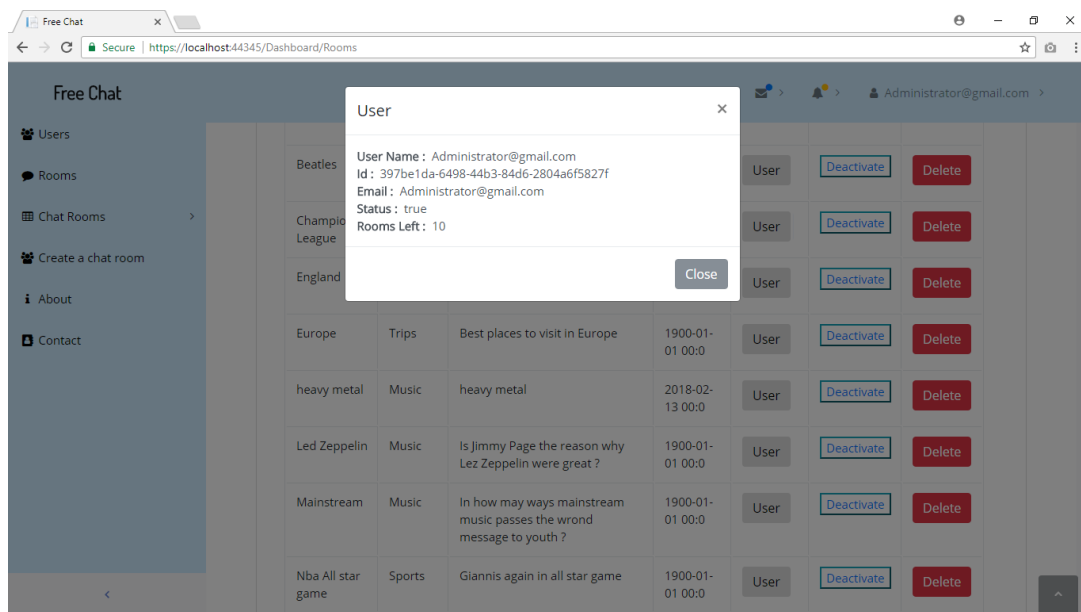 Free Chat
Secure | https://localhost:44345/Dashboard/Rooms
Free Chat
Administrator@gmail.com
Users
Rooms
Chat Rooms
Create a chat room
About
Contact
User ×
User Name : Administrator@gmail.com
Id : 397be1da-6498-44b3-84d6-2804a6f5827f
Email : Administrator@gmail.com
Status : true
Rooms Left : 10
Close
Beatles User Deactivate Delete
Champio
League User Deactivate Delete
England User Deactivate Delete
Europe Trips Best places to visit in Europe 1900-01-
01 00:0 User Deactivate Delete
heavy metal Music heavy metal 2018-02-
13 00:0 User Deactivate Delete
Led Zeppelin Music Is Jimmy Page the reason why 1900-01-
Lez Zeppelin were great ? 01 00:0 User Deactivate Delete
Mainstream Music In how may ways mainstream 1900-01-
music passes the wrond 01 00:0 User Deactivate Delete
message to youth ?
Nba All star Sports Giannis again in all star game 1900-01-
game 01 00:0 User Deactivate Delete